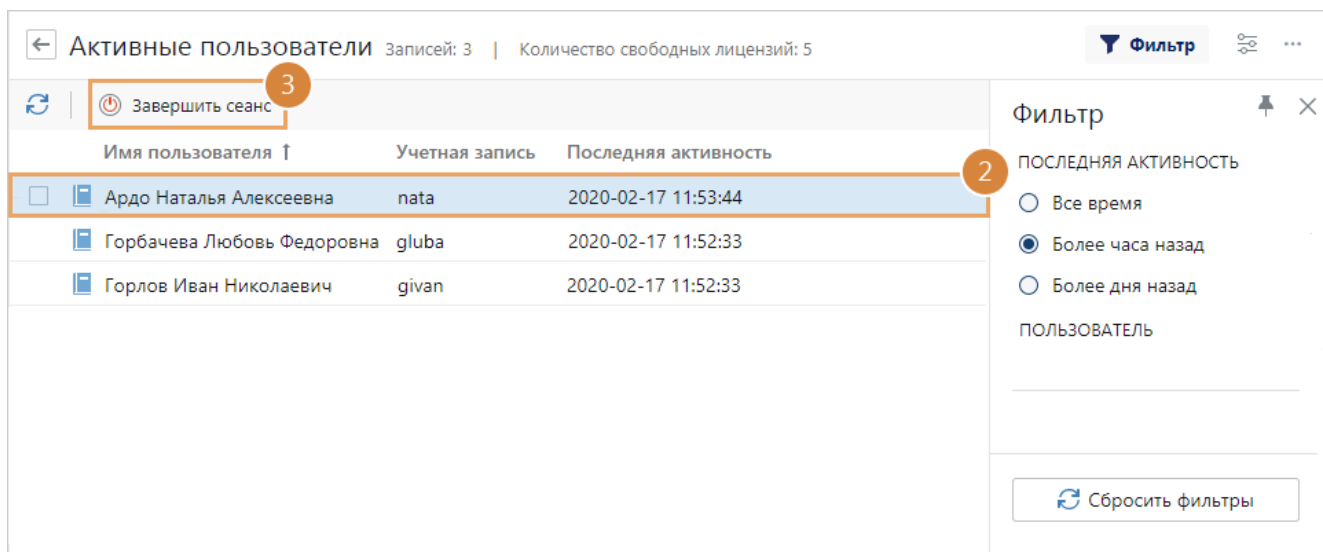 Активные пользователи Записей: 3 | Количество свободных лицензий: 5
Фильтр ...
3
Завершить сеанс
Фильтр
Имя пользователя ↑ Учетная запись Последняя активность
2
ПОСЛЕДНЯЯ АКТИВНОСТЬ
Ардо Наталья Алексеевна nata 2020-02-17 11:53:44
Все время
Горбачева Любовь Федоровна gluba 2020-02-17 11:52:33
Более часа назад
Горлов Иван Николаевич givan 2020-02-17 11:52:33
Более дня назад
ПОЛЬЗОВАТЕЛЬ
Сбросить фильтры